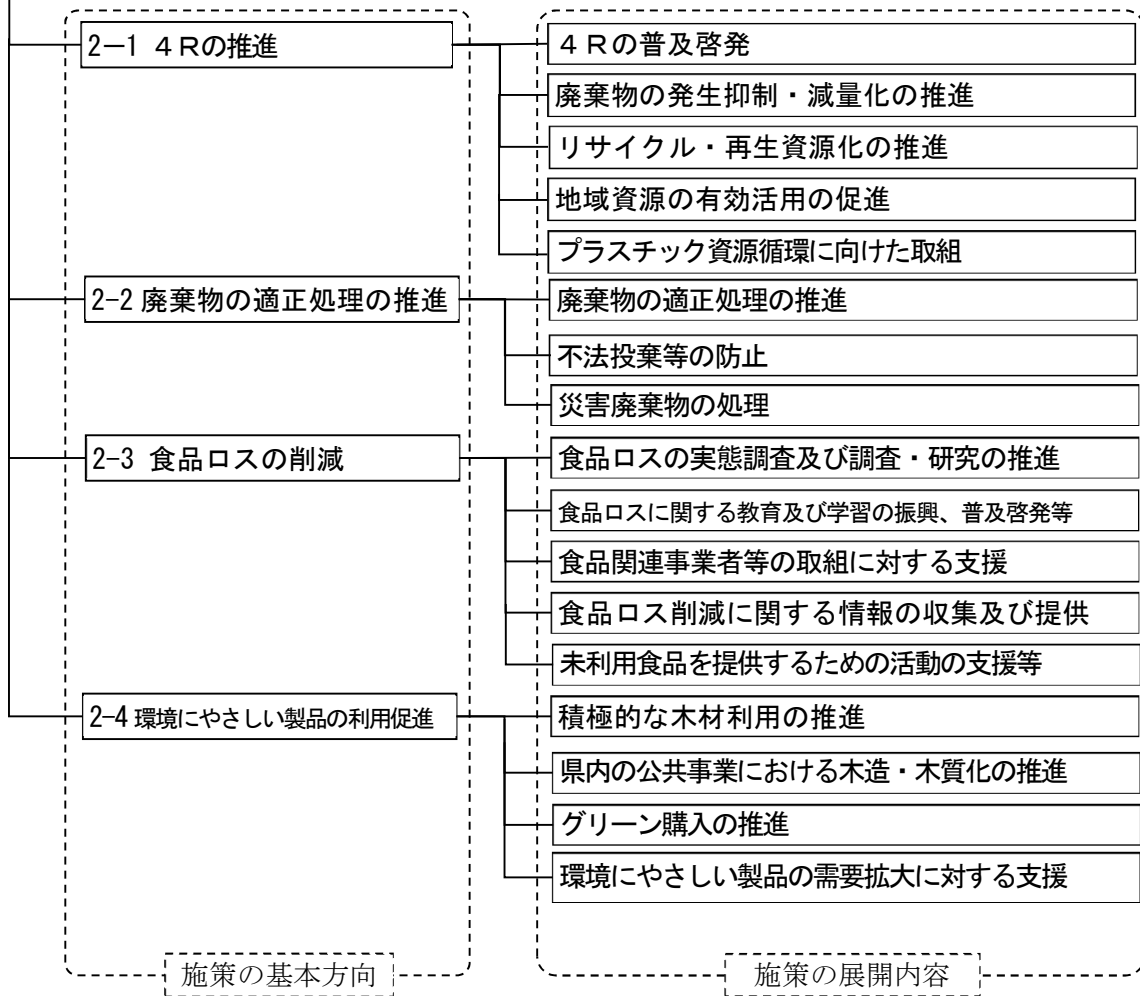 2－1 ４Rの推進
４Ｒの普及啓発
廃棄物の発生抑制・減量化の推進
リサイクル・再生資源化の推進
地域資源の有効活用の促進
プラスチック資源循環に向けた取組
2-2 廃棄物の適正処理の推進
廃棄物の適正処理の推進
不法投棄等の防止
災害廃棄物の処理
2-3 食品ロスの削減
食品ロスの実態調査及び調査・研究の推進
食品ロスに関する教育及び学習の振興、普及啓発等
食品関連事業者等の取組に対する支援
食品ロス削減に関する情報の収集及び提供
未利用食品を提供するための活動の支援等
2-4 環境にやさしい製品の利用促進
積極的な木材利用の推進
県内の公共事業における木造・木質化の推進
グリーン購入の推進
環境にやさしい製品の需要拡大に対する支援
施策の基本方向
施策の展開内容